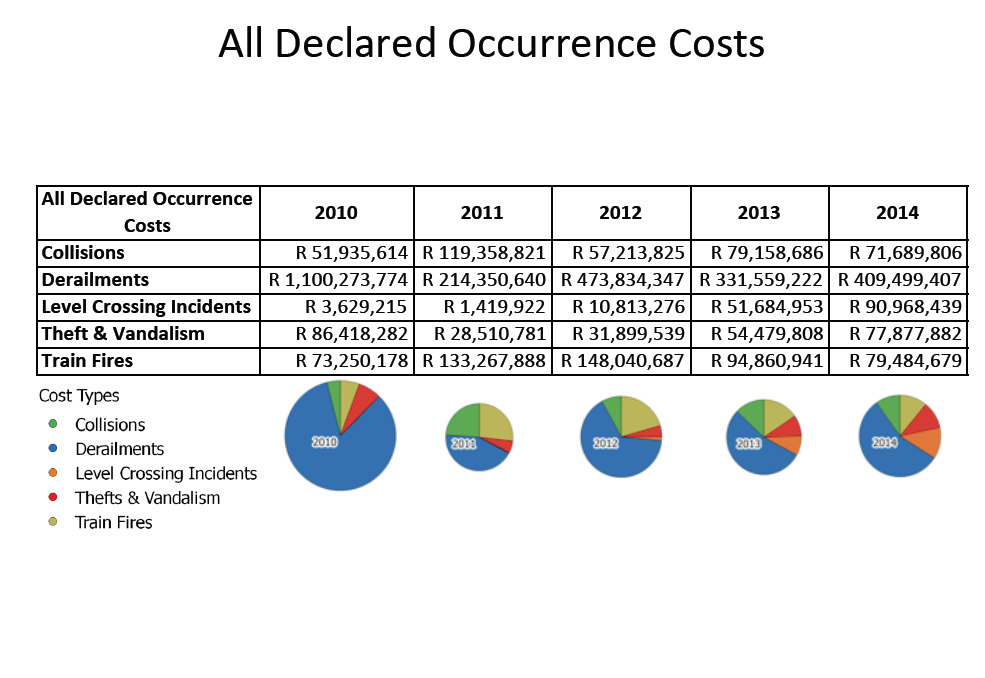 All Declared Occurrence Costs
All Declared Occurrence
Costs
2010 2011 2012 2013 2014
Collisions R 51,935,614 R 119,358,821 R 57,213,825 R 79,158,686 R 71,689,806
Derailments R 1,100,273,774 R 214,350,640 R 473,834,347 R 331,559,222 R 409,499,407
Level Crossing Incidents R 3,629,215 R 1,419,922 R 10,813,276 R 51,684,953 R 90,968,439
Theft & Vandalism R 86,418,282 R 28,510,781 R 31,899,539 R 54,479,808 R 77,877,882
Train Fires R 73,250,178 R 133,267,888 R 148,040,687 R 94,860,941 R 79,484,679
Cost Types
Collisions
Derailments
Level Crossing Incidents
Thefts & Vandalism
Train Fires
2010 2011 2012 2013 2014